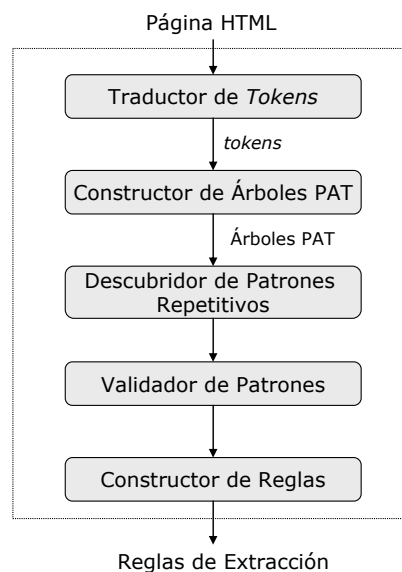 Página HTML
Traductor de Tokens
tokens
Constructor de Árboles PAT
Árboles PAT
Descubridor de Patrones
Repetitivos
Validador de Patrones
Constructor de Reglas
Reglas de Extracción